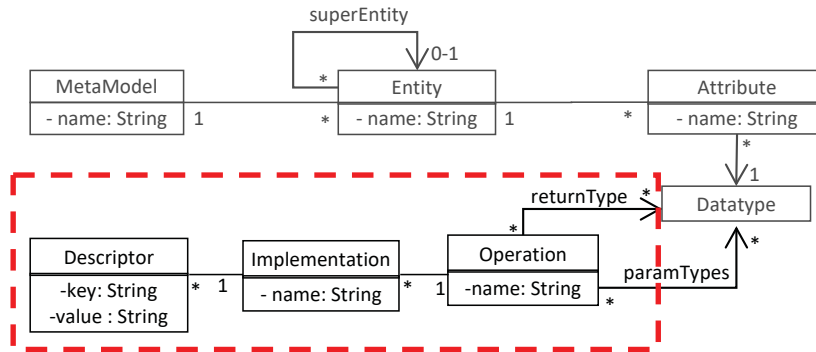 superEntity
0-1
*
MetaModel
- name: String
1
*
Entity
- name: String
1
*
Attribute
- name: String
*
1
Datatype
returnType
*
*
Descriptor
-key: String
-value : String
*
1
Implementation
- name: String
*
1
Operation
-name: String
*
paramTypes
*